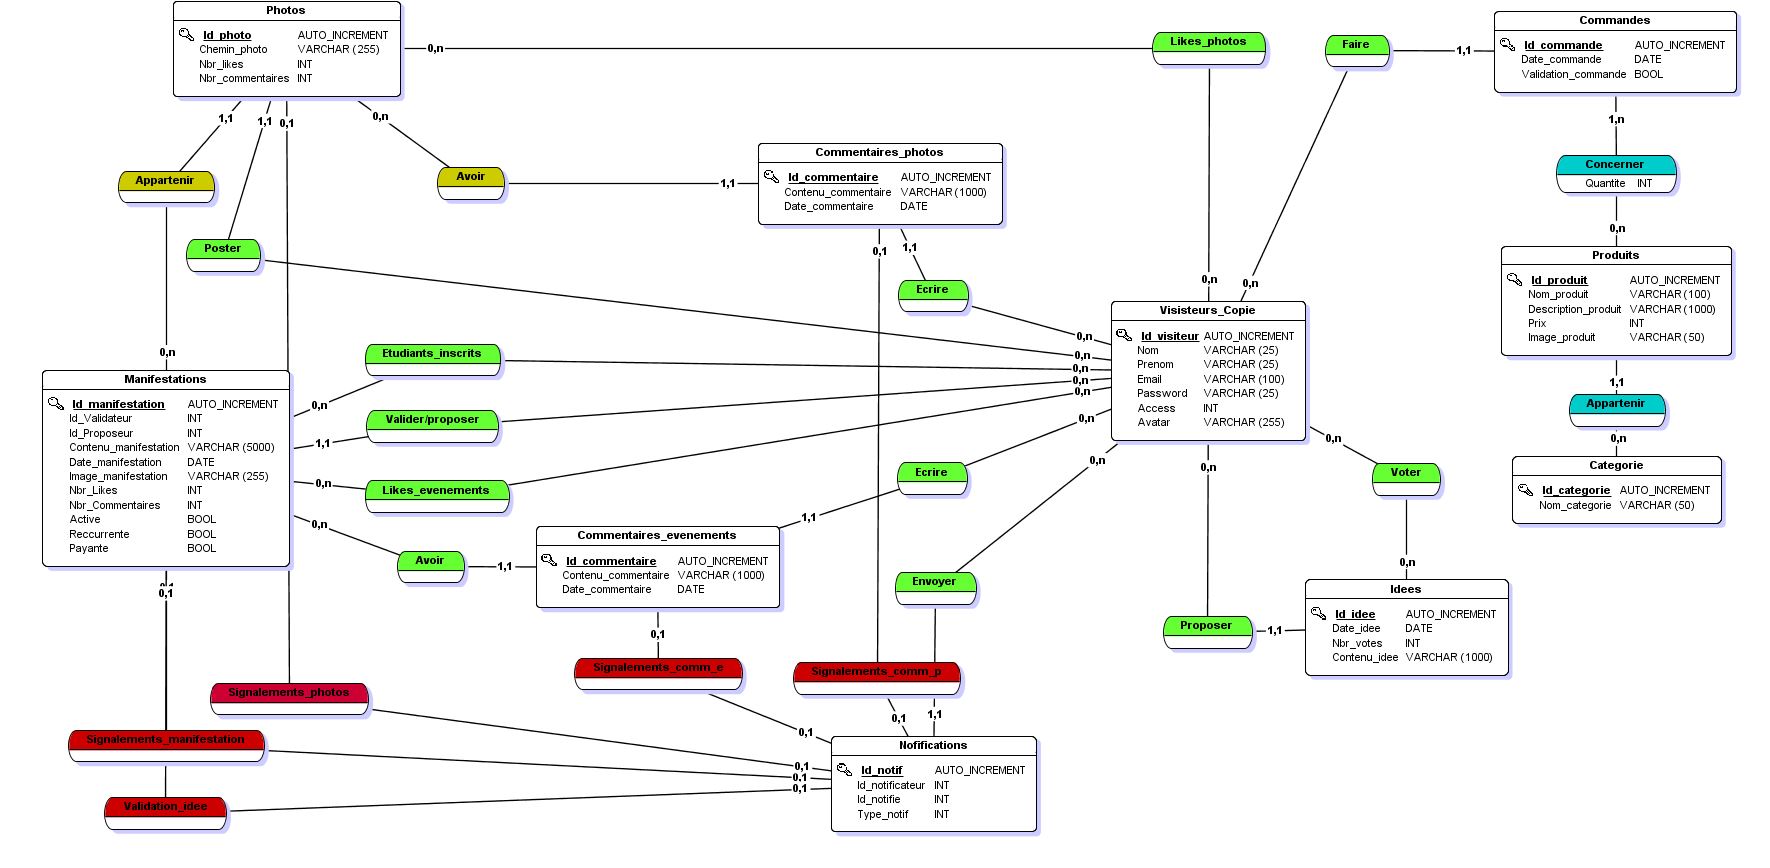 Photos
Id_photo AUTO_INCREMENT
Chemin_photo VARCHAR (255)
Nbr_likes INT
Nbr_commentaires INT
0,n
Likes_photos
Faire
1,1
Commandes
Id_commande AUTO_INCREMENT
Date_commande DATE
Validation_commande BOOL
1,1
1,1
0,1
0,n
1,n
Appartenir
Avoir
1,1
Commentaires_photos
Id_commentaire AUTO_INCREMENT
Contenu_commentaire VARCHAR (1000)
Date_commentaire DATE
Concerner
Quantite INT
0,n
Poster
0,1
1,1
Ecrire
0,n
0,n
Produits
Id_produit AUTO_INCREMENT
Nom_produit VARCHAR (100)
Description_produit VARCHAR (1000)
Prix INT
Image_produit VARCHAR (50)
0,n
0,n
0,n
0,n
0,n
0,n
Visisteurs_Copie
Id_visiteur AUTO_INCREMENT
Nom VARCHAR (25)
Prenom VARCHAR (25)
Email VARCHAR (100)
Password VARCHAR (25)
Access INT
Avatar VARCHAR (255)
1,1
Appartenir
0,n
Categorie
Id_categorie AUTO_INCREMENT
Nom_categorie VARCHAR (50)
Manifestations
Id_manifestation AUTO_INCREMENT
Id_Validateur INT
Id_Proposeur INT
Contenu_manifestation VARCHAR (5000)
Date_manifestation DATE
Image_manifestation VARCHAR (255)
Nbr_Likes INT
Nbr_Commentaires INT
Active BOOL
Reccurrente BOOL
Payante BOOL
Etudiants_inscrits
0,n
Valider/proposer
1,1
Likes_evenements
0,n
0,n
Avoir
1,1
Ecrire
0,n
1,1
0,n
0,n
0,n
Voter
0,n
Commentaires_evenements
Id_commentaire AUTO_INCREMENT
Contenu_commentaire VARCHAR (1000)
Date_commentaire DATE
Envoyer
Proposer
1,1
Idees
Id_idee AUTO_INCREMENT
Date_idee DATE
Nbr_votes INT
Contenu_idee VARCHAR (1000)
0,1
0,1
Signalements_comm_e
Signalements_comm_p
Signalements_photos
0,1
1,1
0,1
Signalements_manifestation
0,1
0,1
0,1
Validation_idee
Nofifications
Id_notif AUTO_INCREMENT
Id_notificateur INT
Id_notifie INT
Type_notif INT